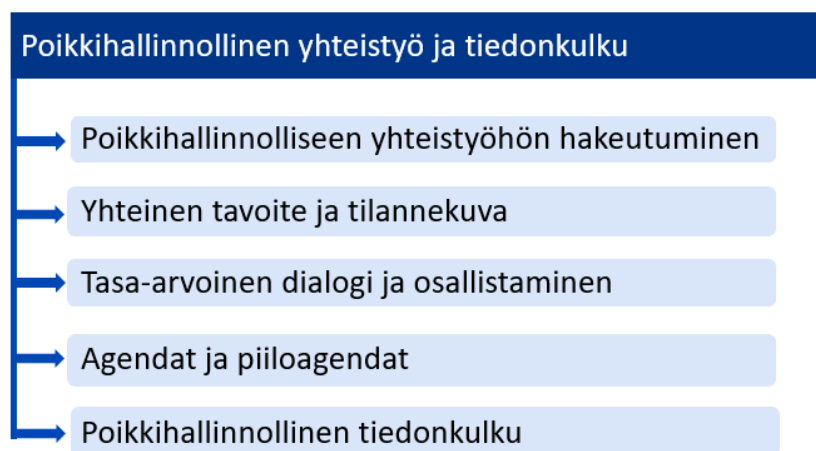 Poikkihallinnollinen yhteistyö ja tiedonkulku
Poikkihallinnolliseen yhteistyöhön hakeutuminen
Yhteinen tavoite ja tilannekuva
Tasa-arvoinen dialogi ja osallistaminen
Agendat ja piiloagendat
Poikkihallinnollinen tiedonkulku